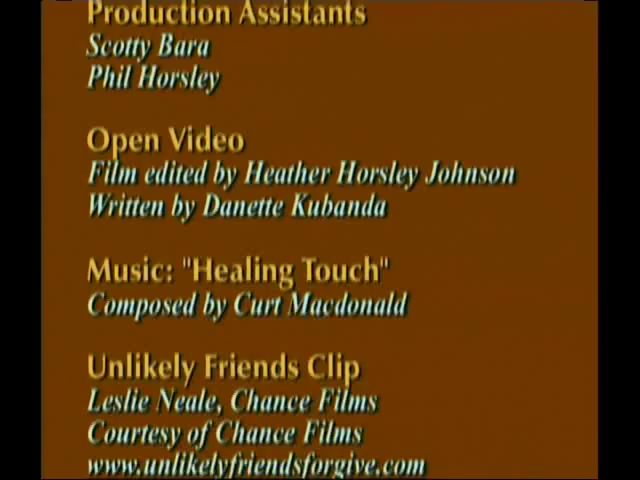 Production Assistants
Scotty Bara
Phil Horsley
Open Video
Film edited by Heather Horsley Johnson
Written by Danette Kubanda
Music: "Healing Touch"
Composed by Curt Macdonald
Unlikely Friends Clip
Leslie Neale, Chance Films
Courtesy of Chance Films
www.unlikelyfriendsforgive.com